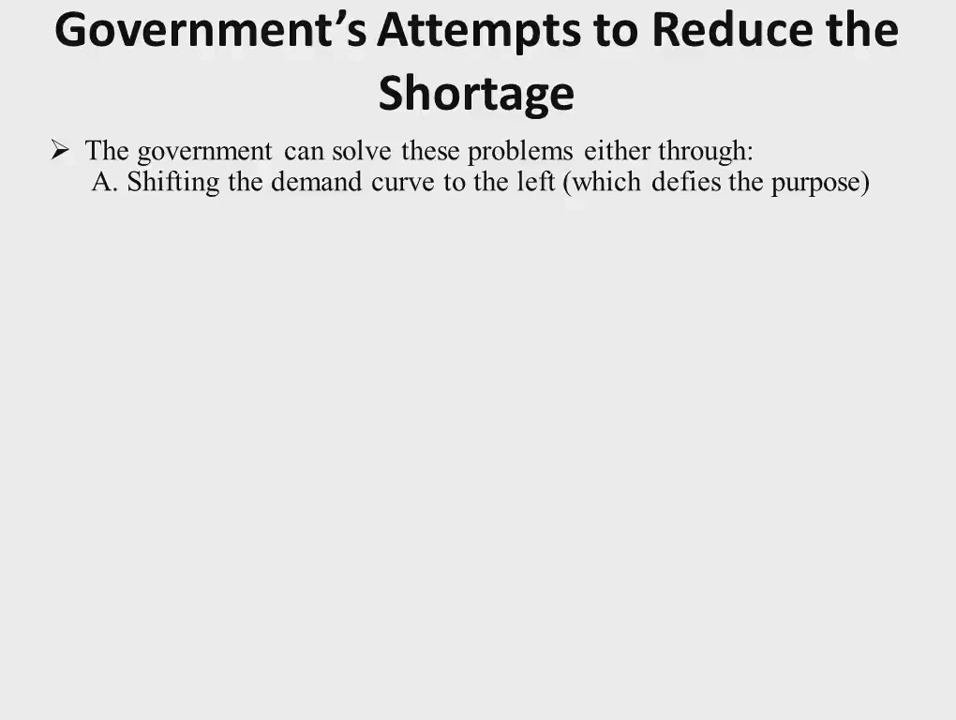 Government’s Attempts to Reduce the
Shortage
➢ The government can solve these problems either through:
A. Shifting the demand curve to the left (which defies the purpose)